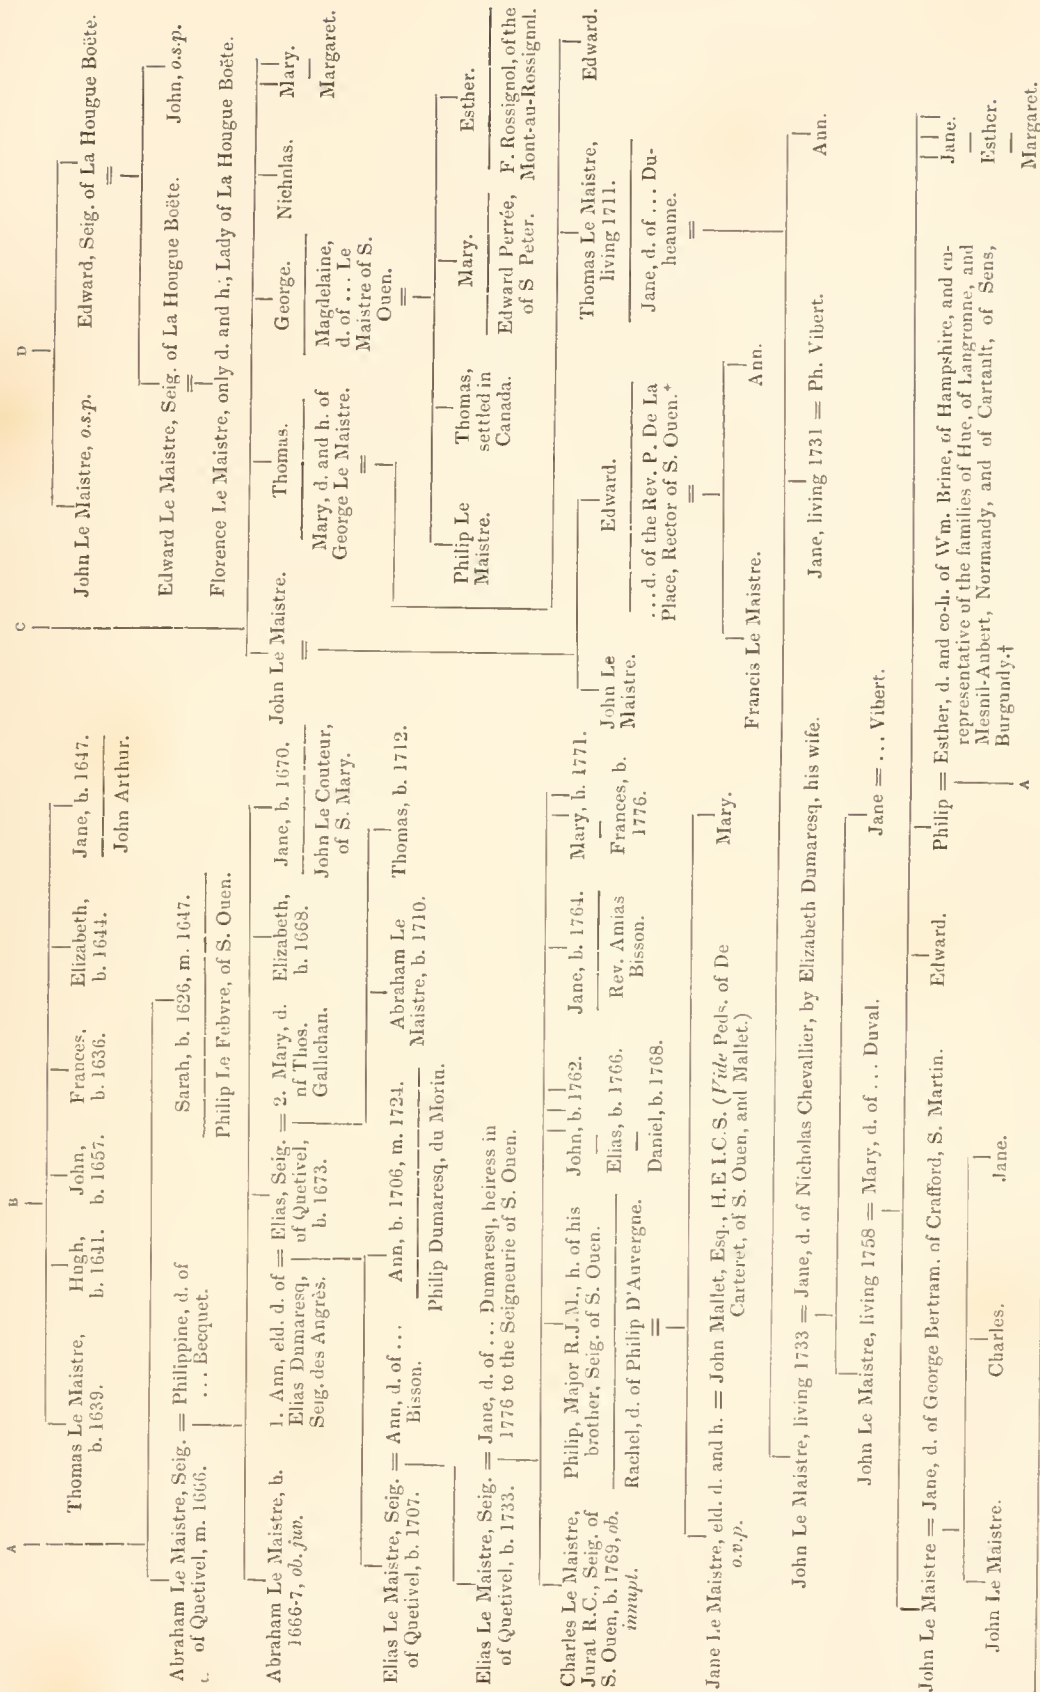 A
B
C
D
Thomas Le Maistre,
b. 1639.
Hugh,
b. 1641.
John,
b. 1657.
Frances.
b. 1636.
Elizabeth,
b. 1644.
Jane, b. 1647.
John Arthur.
John Le Maistre, o.s.p.
Edward, Seig. of La Hougue Boëte.
Abraham Le Maistre, Seig. = Philippine, d. of
of Quetivel, m. 1666.
... Becquet.
Sarah, b. 1626, m. 1647.
Philip Le Febvre, of S. Ouen.
Edward Le Maistre, Seig. of La Hougue Boëte.
John, o.s.p.
Florence Le Maistre, only d. and h.; Lady of La Hougue Boëte.
Abraham Le Maistre, b.
1666-7, ob. juv.
1. Ann, eld. d. of = Elias, Seig. = 2. Mary, d.
Elias Dumaresq,
Seig. des Angrès.
of Quetivel,
b. 1673.
nf Thos.
Gallichan.
Elizabeth,
b. 1668.
Jane, b. 1670.
John Le Couteur,
of S. Mary.
John Le Maistre.
Thomas.
Mary, d. and h. of
George Le Maistre.
George.
Magdelaine,
d. of ... Le
Maistre of S.
Ouen.
Nichnlas.
Mary.
Margaret.
Elias Le Maistre, Seig. = Ann, d. of ...
of Quetivel, b. 1707.
Bisson.
Ann, b. 1706, m. 1724.
Philip Dumaresq, du Moriu.
Abraham Le
Maistre, b. 1710.
Thomas, b. 1712.
Philip Le
Maistre.
Thomas,
settled in
Canada.
Mary.
Edward Perrée,
of S Peter.
Esther.
F. Rossignol, of the
Mont-au-Rossignnl.
Elias Le Maistre, Seig. = Jane, d. of ... Dumaresq, heiress in
of Quetivel, b. 1733.
1776 to the Seigneurie of S. Ouen.
Charles Le Maistre,
Jurat R.C., Seig. of
S. Ouen, b. 1769, ob.
innupt.
Philip, Major R.J.M., h. of his
brother, Seig. of S. Ouen.
Rachel, d. of Philip D'Auvergne.
John, b. 1762.
Elias, b. 1766.
Daniel, b. 1768.
Jane, b. 1764.
Rev. Amias
Bisson.
Mary, b. 1771.
Frances, b.
1776.
John Le
Maistre.
Edward.
... d. of the Rev. P. De La
Place, Rector of S. Ouen.+
Thomas Le Maistre,
living 1711.
Jane, d. of ... Du-
heaume.
Edward.
Jane Le Maistre, eld. d. and h. = John Mallet, Esq., H.E I.C.S. (Vide Peds. of De
o.v.p.
Carteret, of S. Ouen, and Mallet.)
Mary.
Francis Le Maistre.
Ann.
John Le Maistre, living 1733 = Jane, d. of Nicholas Chevallier, by Elizabeth Dumaresq, his wife.
Jane, living 1731 = Ph. Vibert.
Ann.
John Le Maistre, living 1758 = Mary, d. of ... Duval.
Jane = ... Vibert.
John Le Maistre = Jane, d. of George Bertram. of Crafford, S. Martin.
Edward.
Philip = Esther, d. and co-h. of Wm. Brine, of Hampshire, and cu-
representative of the families of Hue, of Langronne, and
Mesnil-Aubert, Normandy, and of Cartault, of Sens,
Burgundy.†
Jane.
Esther.
Margaret.
John Le Maistre.
Charles.
Jane.
A